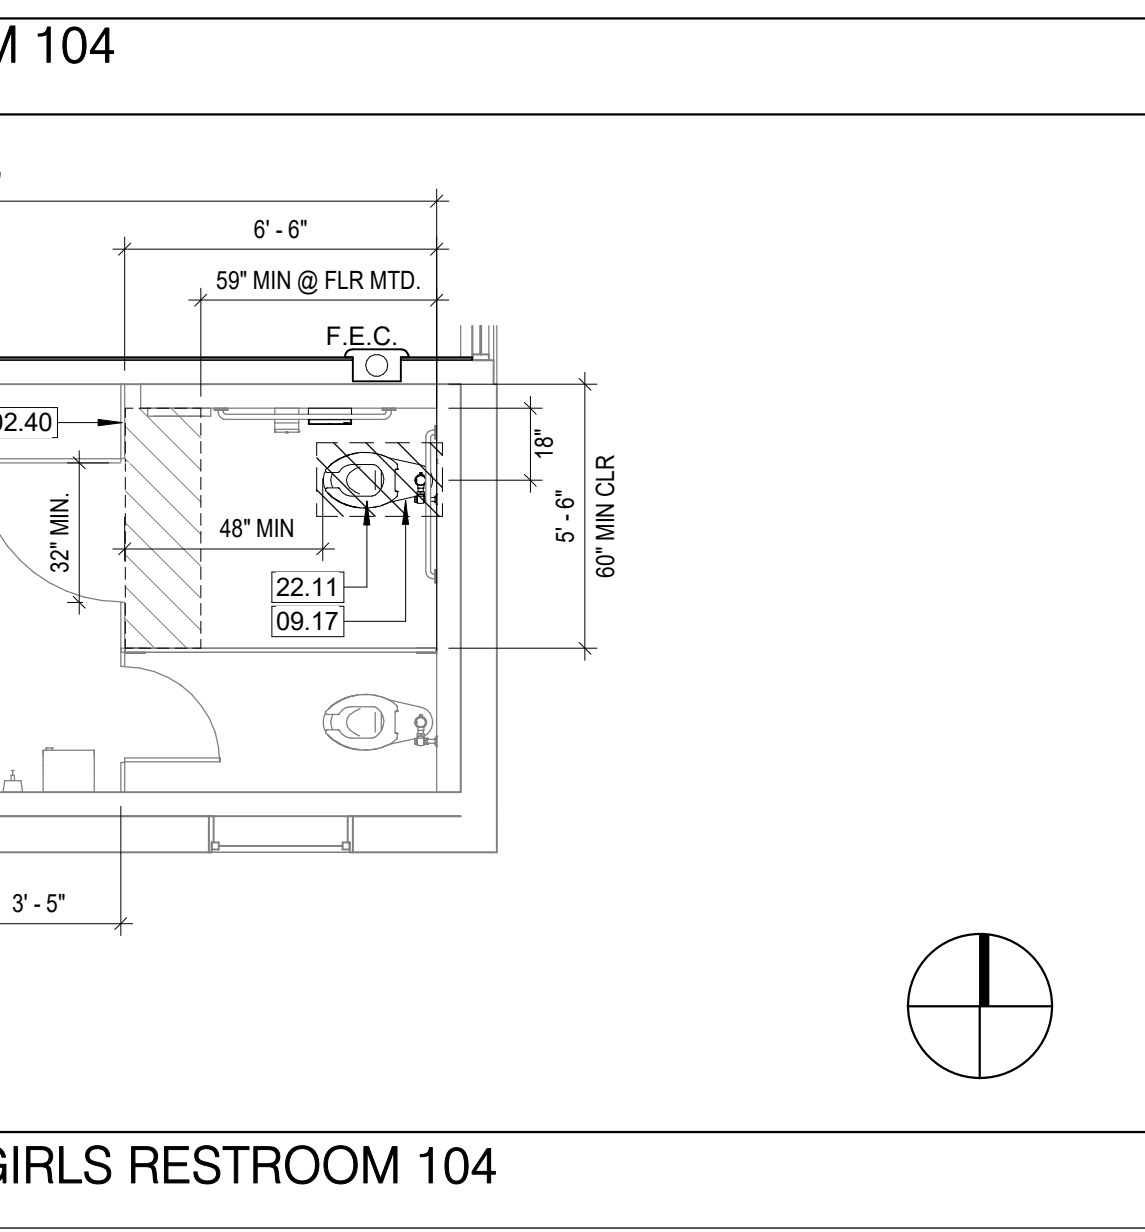 M 104
6' - 6"
59" MIN @ FLR MTD.
F.E.C.
02.40
18"
32" MIN.
48" MIN
5' - 6"
60" MIN CLR
22.11
09.17
3' - 5"
GIRLS RESTROOM 104